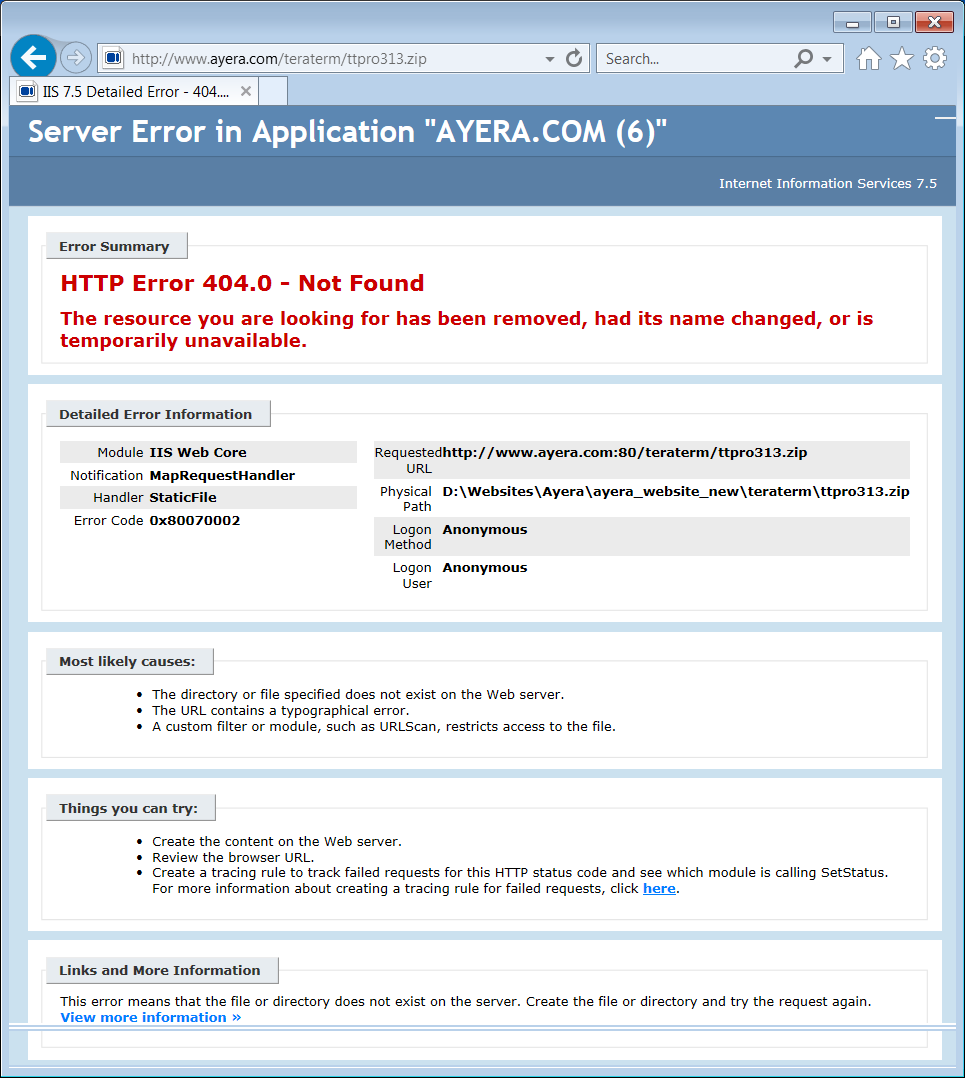 http://www.ayera.com/teraterm/ttpro313.zip
Search...
IIS 7.5 Detailed Error - 404....
Server Error in Application "AYERA.COM (6)"
Internet Information Services 7.5
Error Summary
HTTP Error 404.0 - Not Found
The resource you are looking for has been removed, had its name changed, or is
temporarily unavailable.
Detailed Error Information
Module IIS Web Core
Notification MapRequestHandler
Handler StaticFile
Error Code 0x80070002
Requested http://www.ayera.com:80/teraterm/ttpro313.zip
URL
Physical D:\Websites\Ayera\ayera_website_new\teraterm\ttpro313.zip
Path
Logon Anonymous
Method
Logon Anonymous
User
Most likely causes:
• The directory or file specified does not exist on the Web server.
• The URL contains a typographical error.
• A custom filter or module, such as URLScan, restricts access to the file.
Things you can try:
• Create the content on the Web server.
• Review the browser URL.
• Create a tracing rule to track failed requests for this HTTP status code and see which module is calling SetStatus.
For more information about creating a tracing rule for failed requests, click here.
Links and More Information
This error means that the file or directory does not exist on the server. Create the file or directory and try the request again.
View more information »